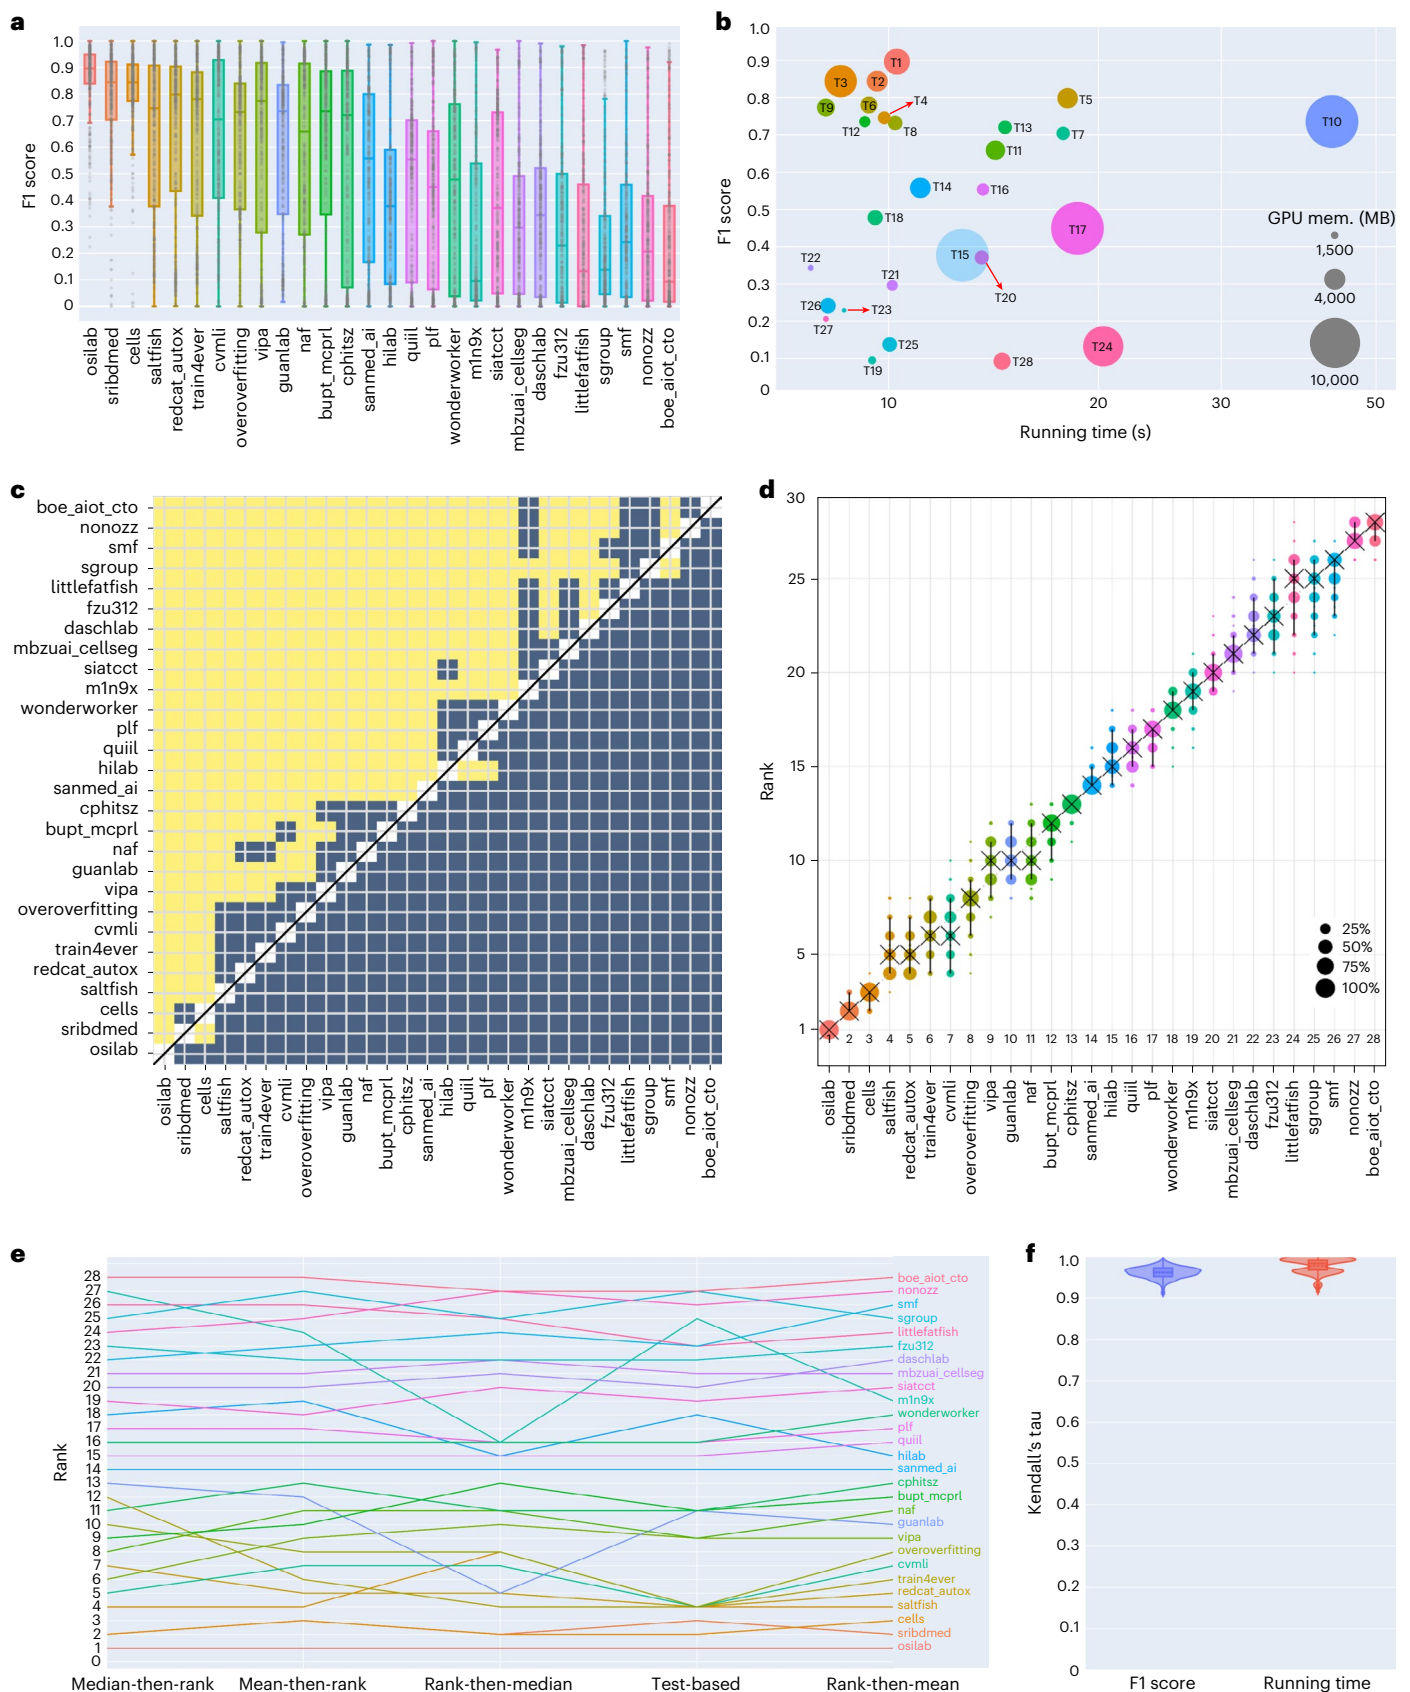 a
F1 score
1.0
0.9
0.8
0.7
0.6
0.5
0.4
0.3
0.2
0.1
0
osilab
sribdmed
cells
saltfish
redcat_autox
train4ever
cvmli
overoverfitting
vipa
guanlab
naf
bupt_mcprl
cphitsz
sanmed_ai
hilab
quiil
plf
wonderworker
m1n9x
siatcct
mbzuai_cellseg
daschlab
fzu312
littlefatfish
sgroup
smf
nonozz
boe_aiot_cto
b
F1 score
1.0
0.9
0.8
0.7
0.6
0.5
0.4
0.3
0.2
0.1
0
T1
T2
T3
T4
T5
T6
T9
T10
T12
T8
T13
T7
T11
T14
T16
T18
T17
T15
T22
T21
T20
T26
T23
T27
T25
T24
T19
T28
GPU mem. (MB)
1,500
4,000
10,000
10
20
30
50
Running time (s)
c
boe_aiot_cto
nonozz
smf
sgroup
littlefatfish
fzu312
daschlab
mbzuai_cellseg
siatcct
m1n9x
wonderworker
plf
quiil
hilab
sanmed_ai
cphitsz
bupt_mcprl
naf
guanlab
vipa
overoverfitting
cvmli
train4ever
redcat_autox
saltfish
cells
sribdmed
osilab
osilab
sribdmed
cells
saltfish
redcat_autox
train4ever
cvmli
overoverfitting
vipa
guanlab
naf
bupt_mcprl
cphitsz
sanmed_ai
hilab
quiil
plf
wonderworker
m1n9x
siatcct
mbzuai_cellseg
daschlab
fzu312
littlefatfish
sgroup
smf
nonozz
boe_aiot_cto
d
Rank
30
25
20
15
10
5
1
25%
50%
75%
100%
1 2 3 4 5 6 7 8 9 10 11 12 13 14 15 16 17 18 19 20 21 22 23 24 25 26 27 28
osilab
sribdmed
cells
saltfish
redcat_autox
train4ever
cvmli
overoverfitting
vipa
guanlab
naf
bupt_mcprl
cphitsz
sanmed_ai
hilab
quiil
plf
wonderworker
m1n9x
siatcct
mbzuai_cellseg
daschlab
fzu312
littlefatfish
sgroup
smf
nonozz
boe_aiot_cto
e
Rank
28
27
26
25
24
23
22
21
20
19
18
17
16
15
14
13
12
11
10
9
8
7
6
5
4
3
2
1
0
boe_aiot_cto
nonozz
smf
sgroup
littlefatfish
fzu312
daschlab
mbzuai_cellseg
siatcct
m1n9x
wonderworker
plf
quiil
hilab
sanmed_ai
cphitsz
bupt_mcprl
naf
guanlab
vipa
overoverfitting
cvmli
train4ever
redcat_autox
saltfish
cells
sribdmed
osilab
Median-then-rank
Mean-then-rank
Rank-then-median
Test-based
Rank-then-mean
f
Kendall's tau
1.0
0.9
0.8
0.7
0.6
0.5
0.4
0.3
0.2
0.1
0
F1 score
Running time